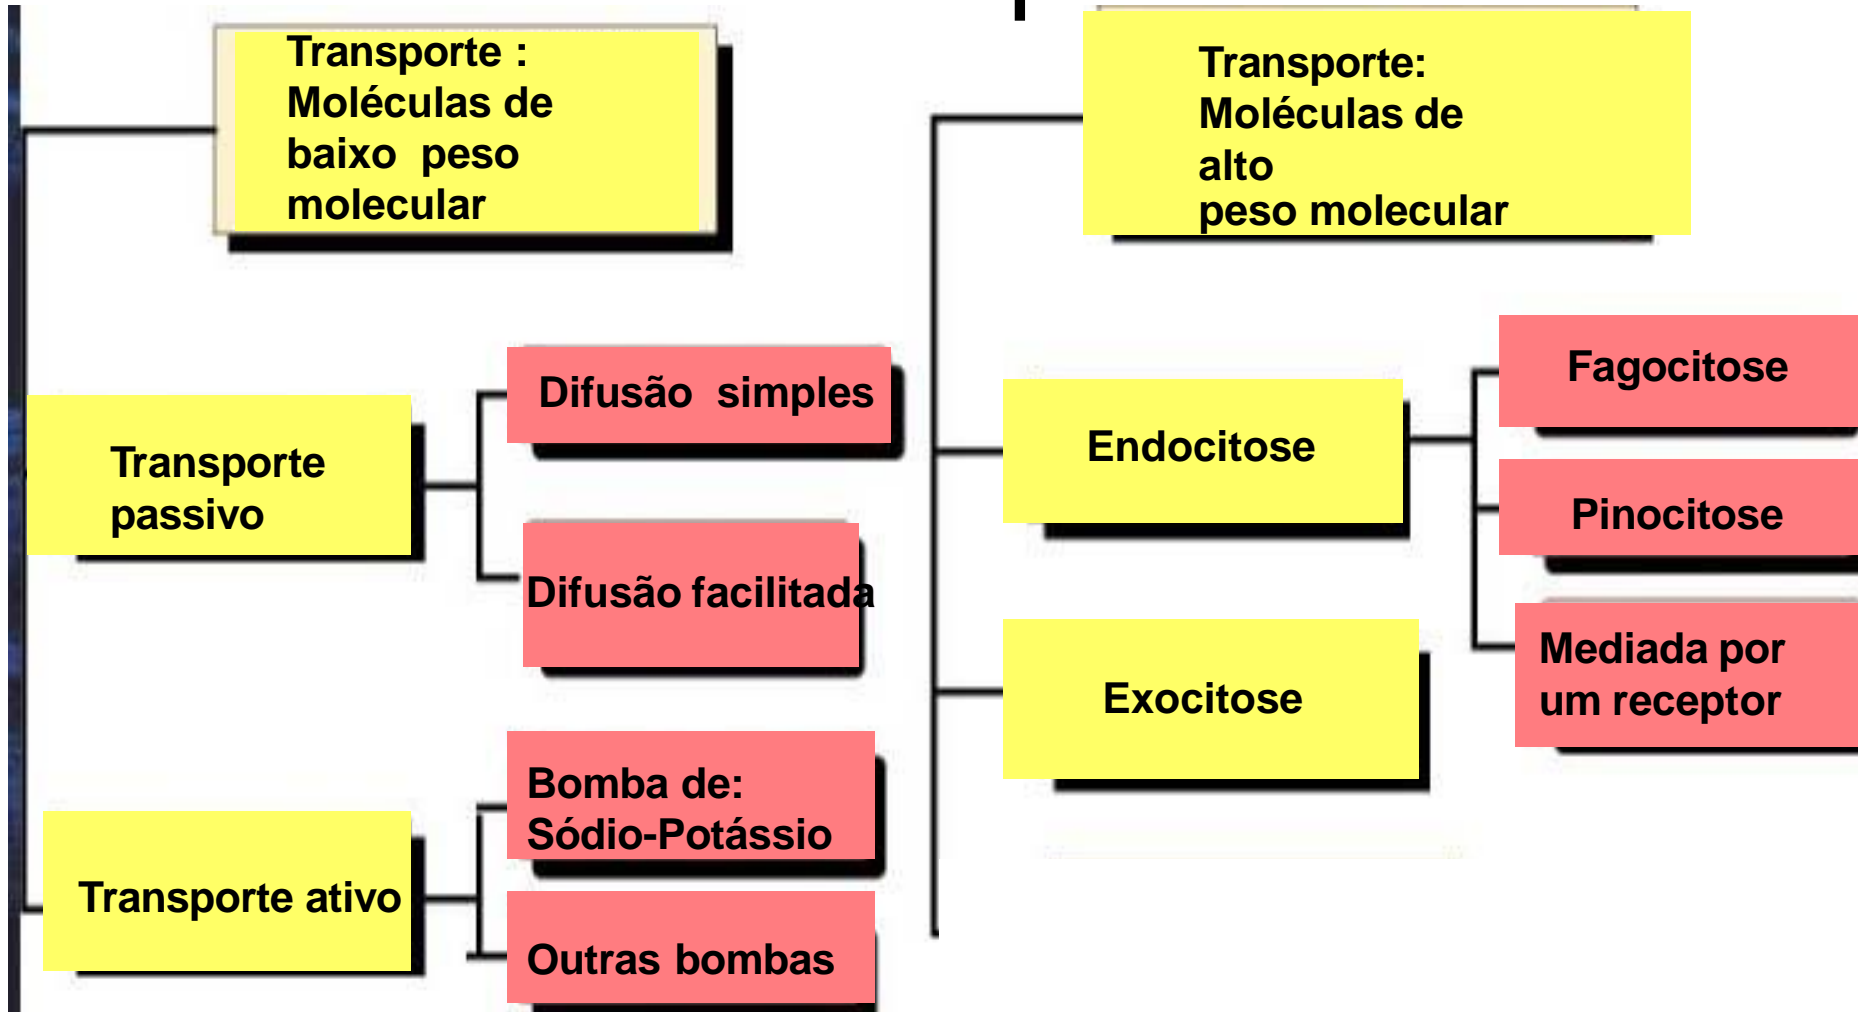 Transporte :
Moléculas de
baixo peso
molecular
Transporte
passivo
Difusão simples
Difusão facilitada
Transporte ativo
Bomba de:
Sódio-Potássio
Outras bombas
Transporte:
Moléculas de
alto
peso molecular
Endocitose
Fagocitose
Pinocitose
Mediada por
um receptor
Exocitose